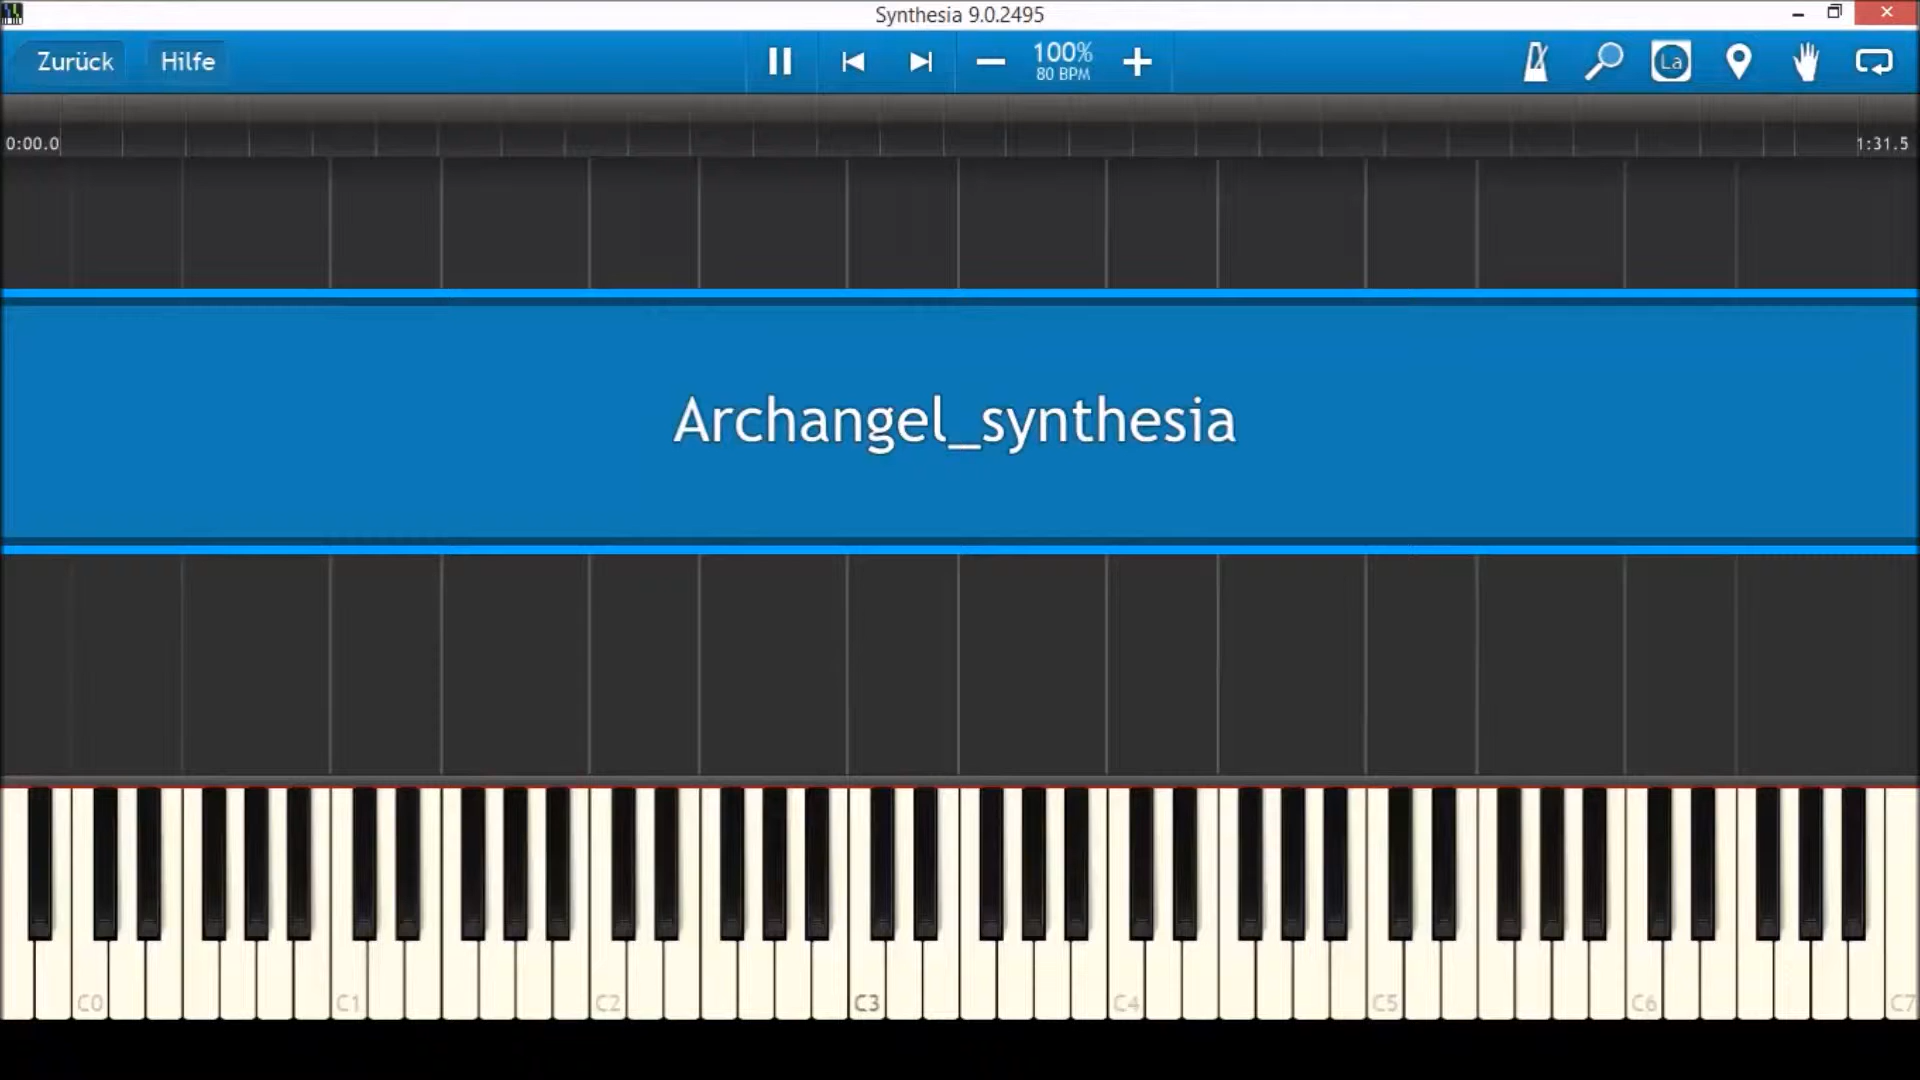 Synthesia 9.0.2495
Zurück Hilfe 100% La
80 BPM
0:00.0 1:31.5
Archangel_synthesia
C0 C1 C2 C3 C4 C5 C6 C7